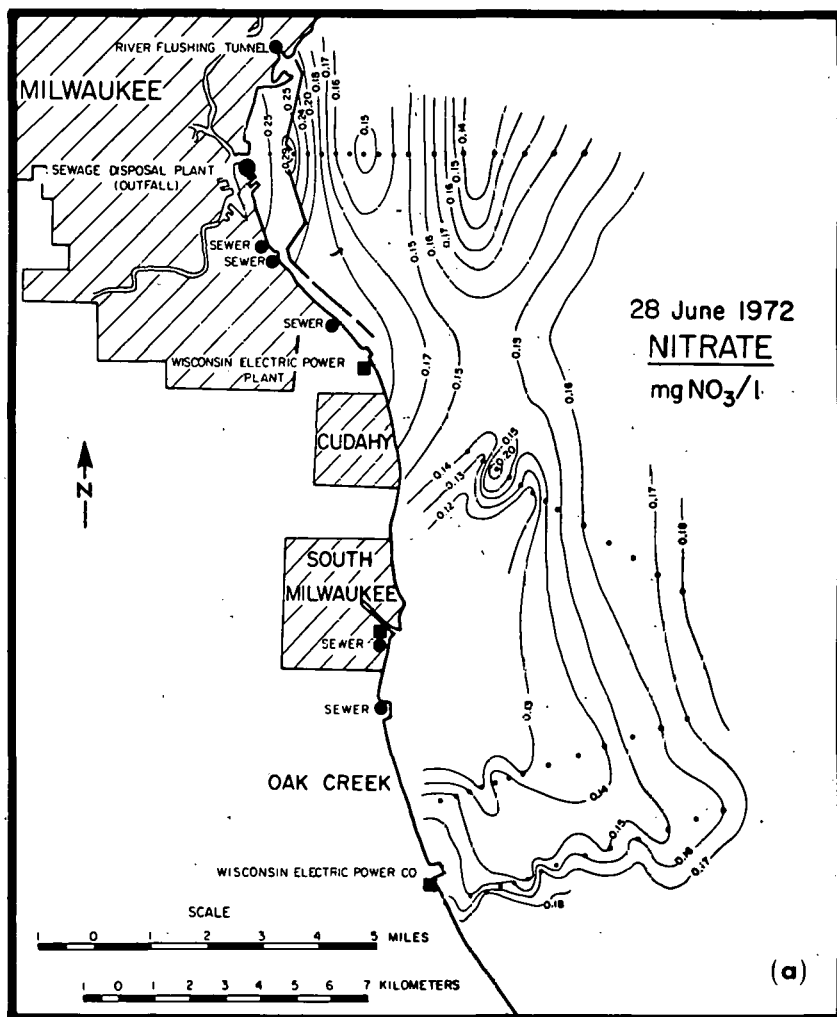 RIVER FLUSHING TUNNEL
MILWAUKEE
SEWAGE DISPOSAL PLANT
(OUTFALL)
SEWER
SEWER
SEWER
WISCONSIN ELECTRIC POWER
PLANT
CUDAHY
N
SOUTH
MILWAUKEE
SEWER
SEWER
OAK CREEK
WISCONSIN ELECTRIC POWER CO
28 June 1972
NITRATE
mg NO3/l
0.25
0.25
0.24
0.20
0.18
0.17
0.16
0.15
0.14
0.15
0.16
0.17
0.15
0.16
0.17
0.17
0.15
0.15
0.16
0.15
0.20
0.14
0.13
0.12
0.17
0.18
0.13
0.14
0.15
0.16
0.17
0.18
SCALE
1 0 1 2 3 4 5 MILES
1 0 1 2 3 4 5 6 7 KILOMETERS
(a)